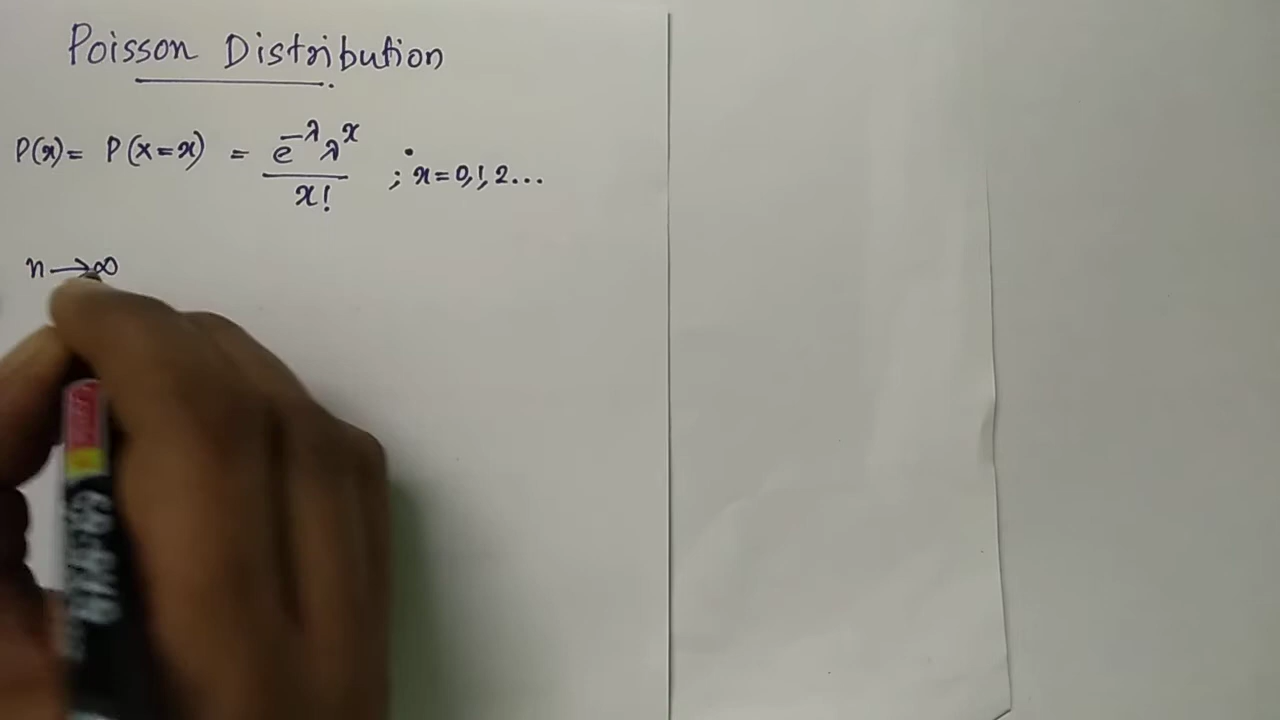 Poisson Distribution
P(x) = P(X=x) = e^{-λ} λ^x / x! ; x = 0, 1, 2...
n → ∞